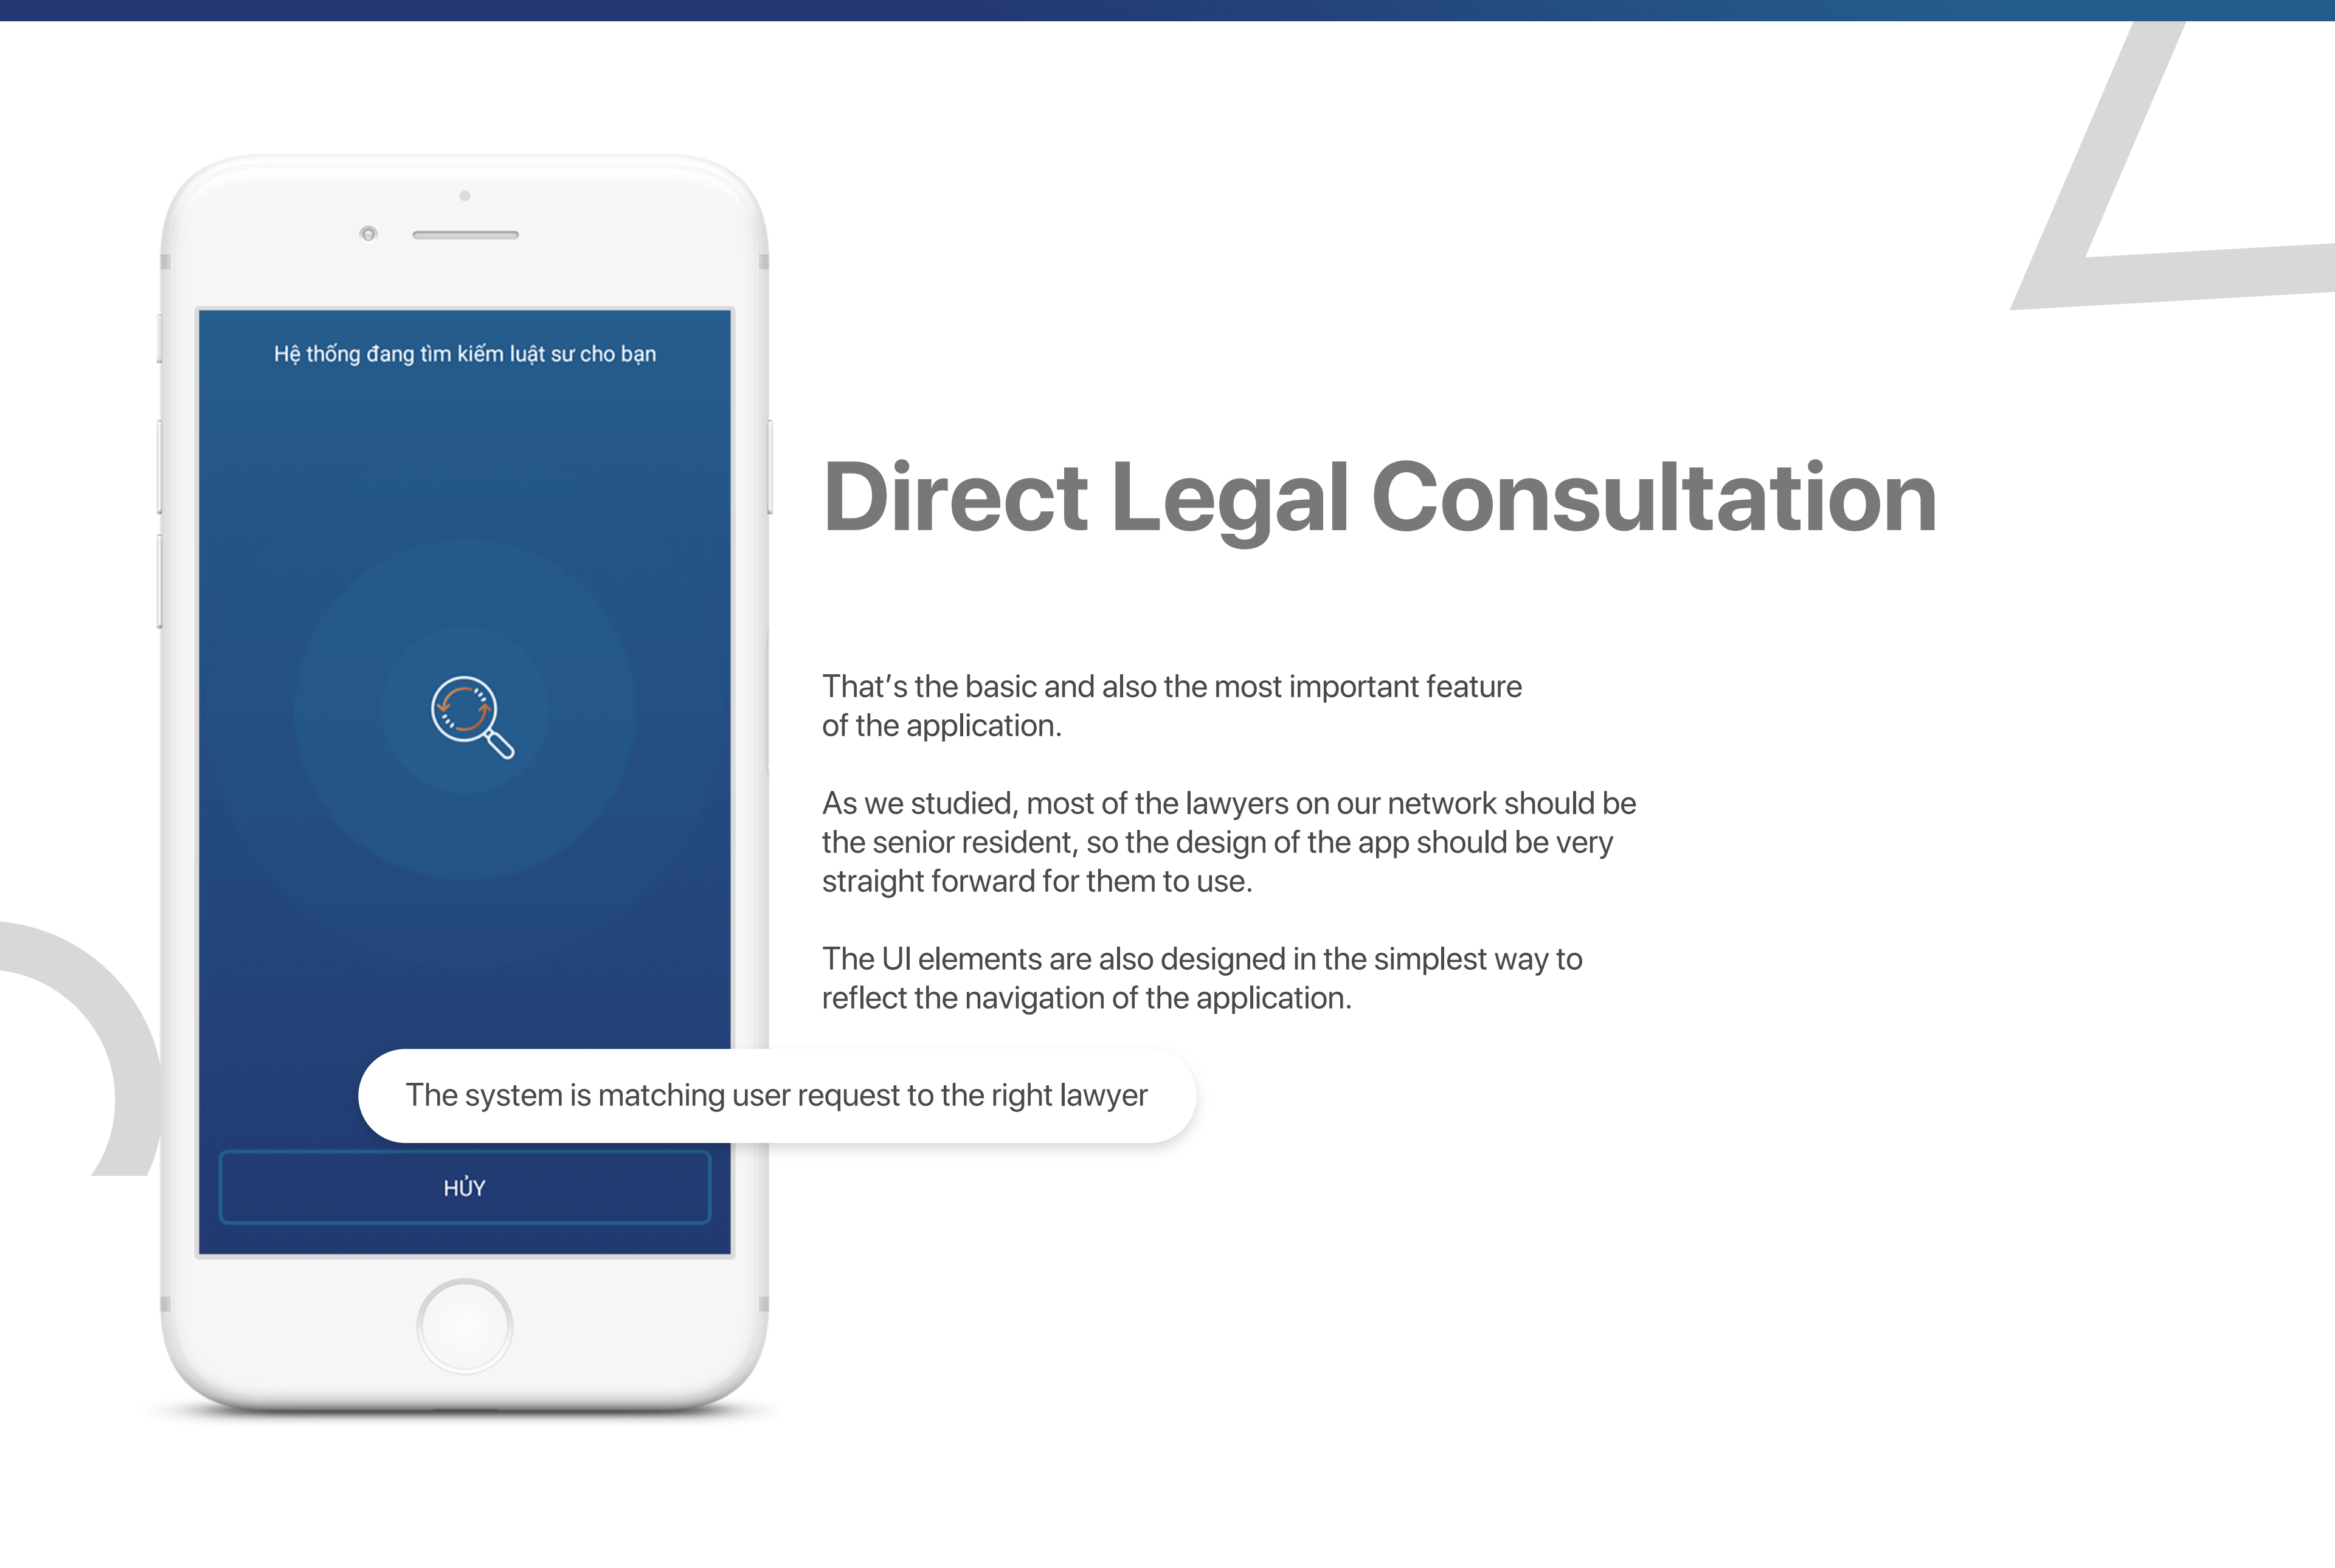 Hệ thống đang tìm kiếm luật sư cho bạn
Direct Legal Consultation
That’s the basic and also the most important feature
of the application.
As we studied, most of the lawyers on our network should be
the senior resident, so the design of the app should be very
straight forward for them to use.
The UI elements are also designed in the simplest way to
reflect the navigation of the application.
The system is matching user request to the right lawyer
HỦY